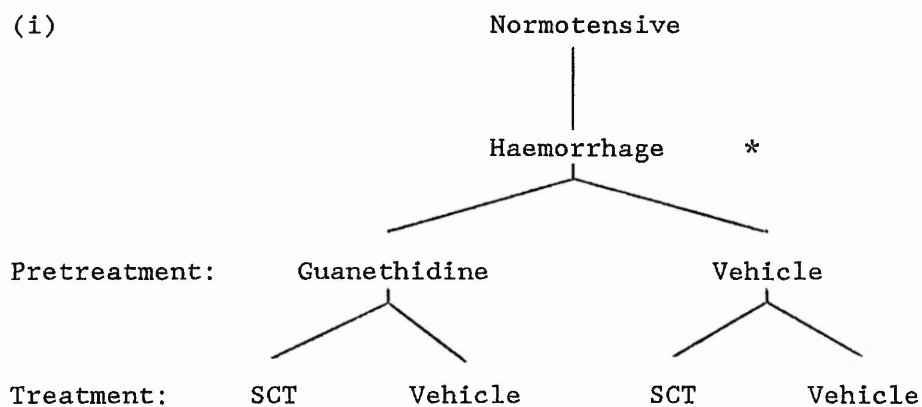 (i) Normotensive
Haemorrhage *
Pretreatment: Guanethidine Vehicle
Treatment: SCT Vehicle SCT Vehicle